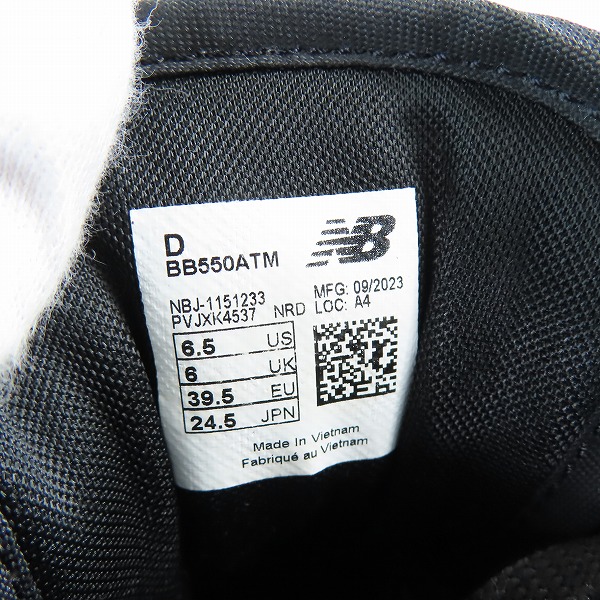 D
BB550ATM
NB
NBJ-1151233
PVJXK4537 NRD
MFG: 09/2023
LOC: A4
6.5 US
6 UK
39.5 EU
24.5 JPN
Made In Vietnam
Fabriqué au Vietnam